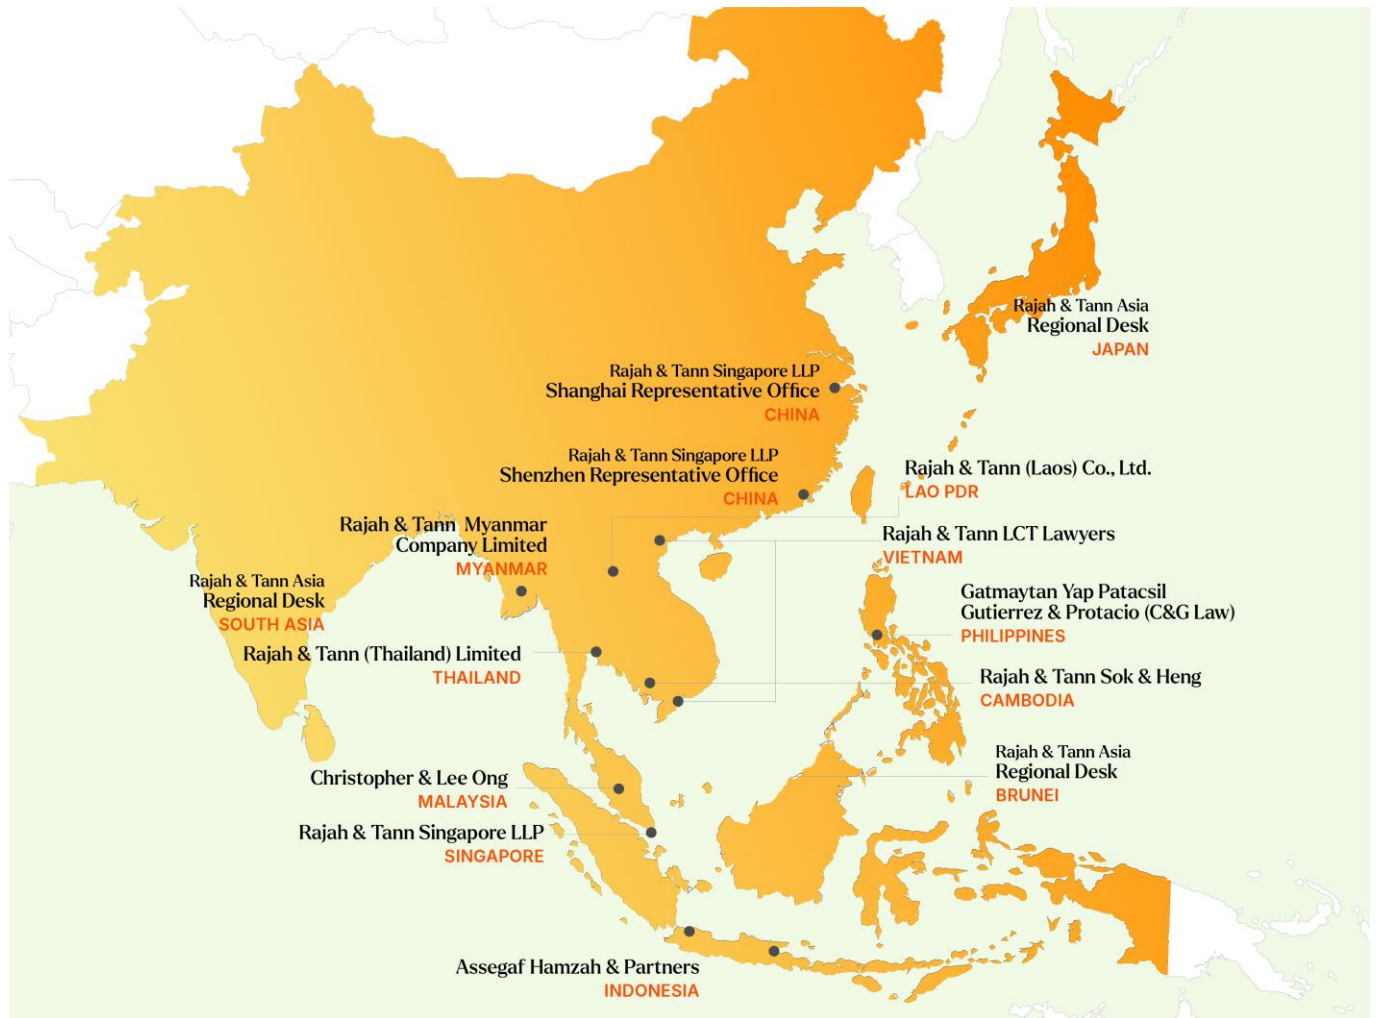 Rajah & Tann Asia
Regional Desk
JAPAN
Rajah & Tann Singapore LLP
Shanghai Representative Office
CHINA
Rajah & Tann Singapore LLP
Shenzhen Representative Office
CHINA
Rajah & Tann (Laos) Co., Ltd.
LAO PDR
Rajah & Tann Myanmar
Company Limited
MYANMAR
Rajah & Tann LCT Lawyers
VIETNAM
Rajah & Tann Asia
Regional Desk
SOUTH ASIA
Gatmaytan Yap Patacsil
Gutierrez & Protacio (C&G Law)
PHILIPPINES
Rajah & Tann (Thailand) Limited
THAILAND
Rajah & Tann Sok & Heng
CAMBODIA
Rajah & Tann Asia
Regional Desk
BRUNEI
Christopher & Lee Ong
MALAYSIA
Rajah & Tann Singapore LLP
SINGAPORE
Assegaf Hamzah & Partners
INDONESIA